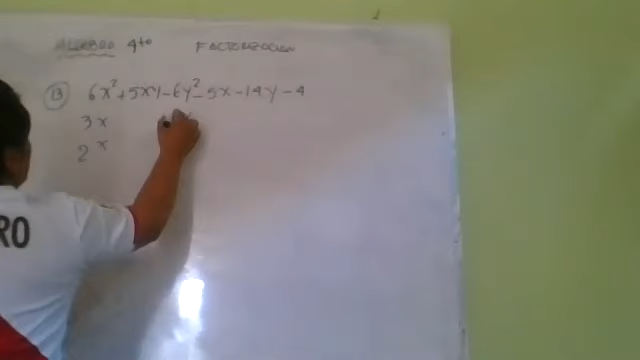 ALGEBRA 4to FACTORIZACION
13 6x² + 5xy - 6y² - 5x - 14y - 4
3x
2x
RO